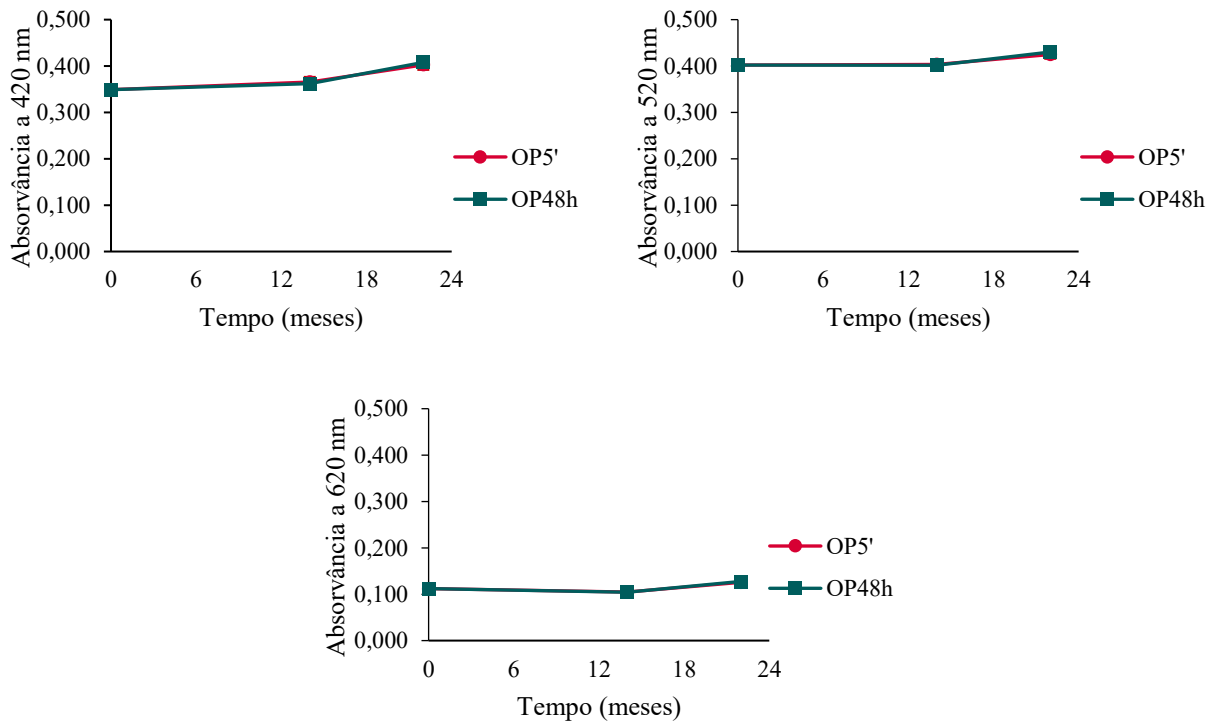 Absorvância a 420 nm
0,500
0,400
0,300
0,200
0,100
0,000
0 6 12 18 24
Tempo (meses)
OP5'
OP48h
Absorvância a 520 nm
0,500
0,400
0,300
0,200
0,100
0,000
0 6 12 18 24
Tempo (meses)
OP5'
OP48h
Absorvância a 620 nm
0,500
0,400
0,300
0,200
0,100
0,000
0 6 12 18 24
Tempo (meses)
OP5'
OP48h